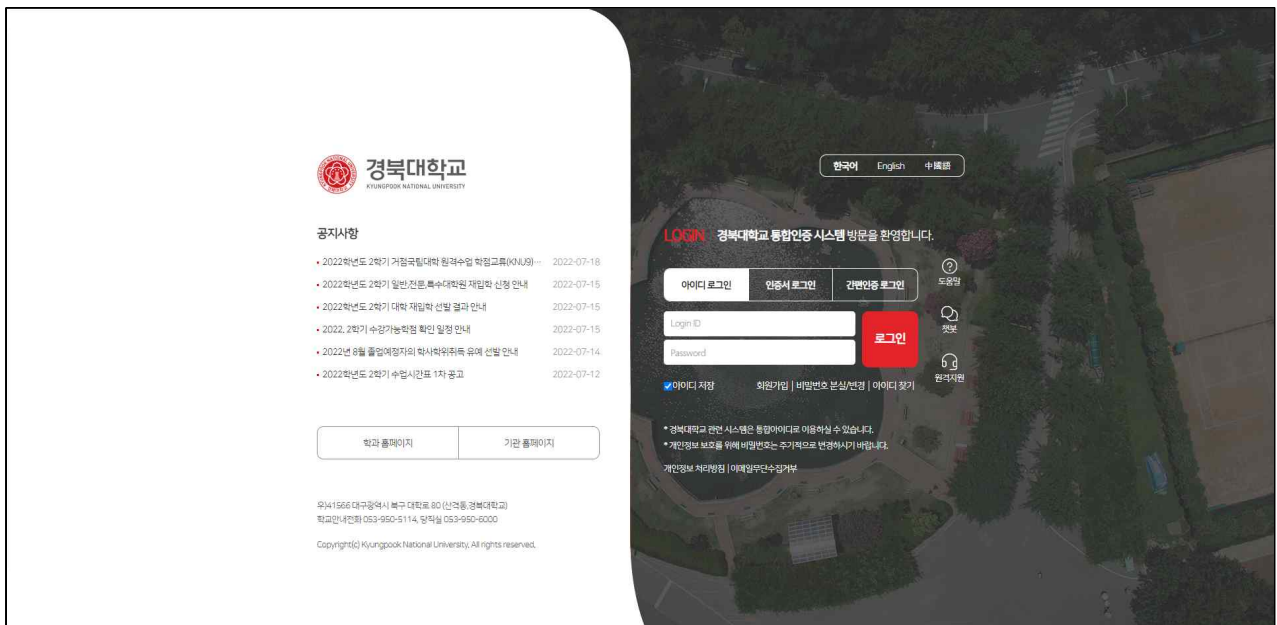 경북대학교
KYUNGPOOK NATIONAL UNIVERSITY
공지사항
• 2022학년도 2학기 거점국립대학 원격수업 학점교류(KNU9)··· 2022-07-18
• 2022학년도 2학기 일반,전문,특수대학원 재입학 신청 안내 2022-07-15
• 2022학년도 2학기 대학 재입학 선발 결과 안내 2022-07-15
• 2022, 2학기 수강가능학점 확인 일정 안내 2022-07-15
• 2022년 8월 졸업예정자의 학사학위취득 유예 선발 안내 2022-07-14
• 2022학년도 2학기 수업시간표 1차 공고 2022-07-12
학과 홈페이지 기관 홈페이지
우)41566 대구광역시 북구 대학로 80 (산격동,경북대학교)
학교안내전화 053-950-5114, 당직실 053-950-6000
Copyright(c) Kyungpook National University, All rights reserved.
한국어 English 中國語
LOGIN 경북대학교 통합인증 시스템 방문을 환영합니다.
아이디 로그인 인증서 로그인 간편인증 로그인
Login ID
Password
로그인
아이디 저장 회원가입 | 비밀번호 분실/변경 | 아이디 찾기
* 경북대학교 관련 시스템은 통합아이디로 이용하실 수 있습니다.
* 개인정보 보호를 위해 비밀번호는 주기적으로 변경하시기 바랍니다.
개인정보 처리방침 | 이메일무단수집거부
도움말
챗봇
원격지원